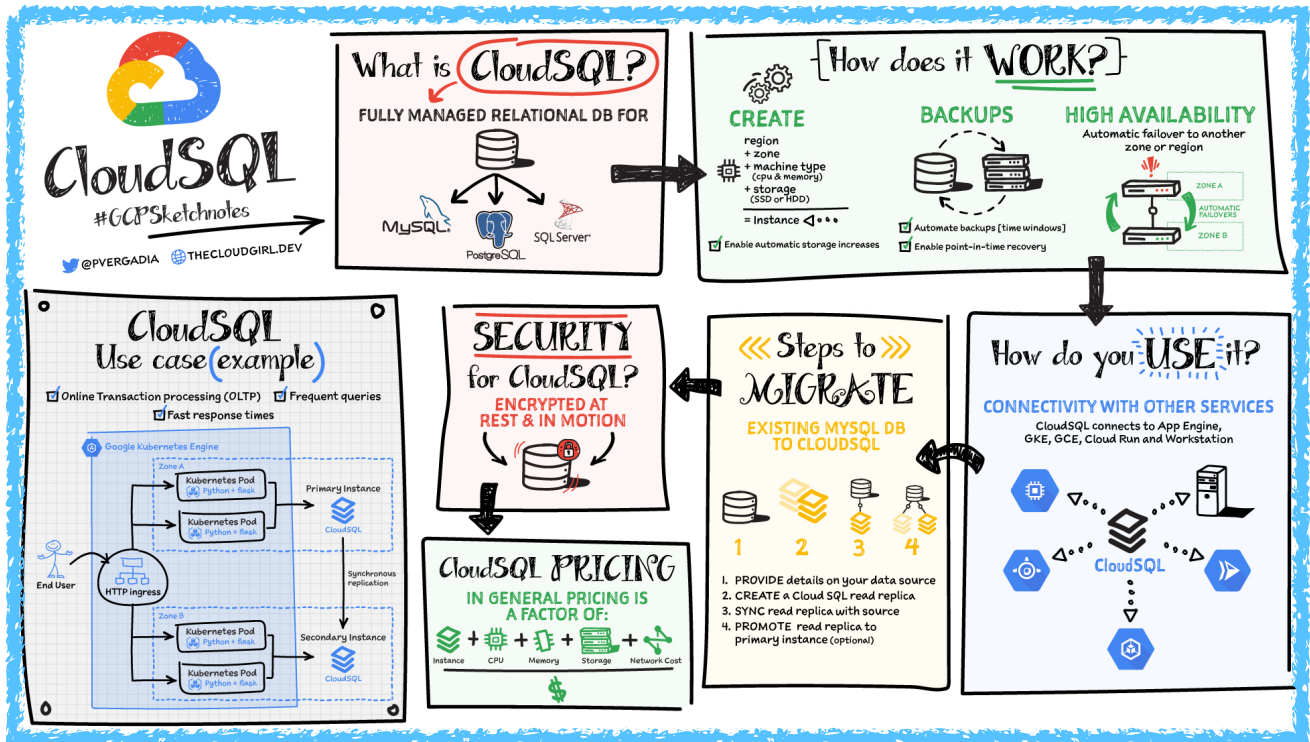 CloudSQL
#GCPSketchnotes
@PVERGADIA
THECLOUDGIRL.DEV
What is CloudSQL?
FULLY MANAGED RELATIONAL DB FOR
MySQL
PostgreSQL
SQL Server
How does it WORK?
CREATE
region
+ zone
+ machine type
(cpu & memory)
+ storage
(SSD or HDD)
= Instance
Enable automatic storage increases
BACKUPS
Automate backups [time windows]
Enable point-in-time recovery
HIGH AVAILABILITY
Automatic failover to another
zone or region
ZONE A
AUTOMATIC
FAILOVERS
ZONE B
How do you USE it?
CONNECTIVITY WITH OTHER SERVICES
CloudSQL connects to App Engine,
GKE, GCE, Cloud Run and Workstation
CloudSQL
Steps to
MIGRATE
EXISTING MYSQL DB
TO CLOUDSQL
1 2 3 4
1. PROVIDE details on your data source
2. CREATE a Cloud SQL read replica
3. SYNC read replica with source
4. PROMOTE read replica to
primary instance (optional)
SECURITY
for CloudSQL?
ENCRYPTED AT
REST & IN MOTION
CloudSQL PRICING
IN GENERAL PRICING IS
A FACTOR OF:
+ + + +
Instance CPU Memory Storage Network Cost
$
CloudSQL
Use case (example)
Online Transaction processing (OLTP)
Frequent queries
Fast response times
Google Kubernetes Engine
Zone A
Kubernetes Pod
Python + flask
Kubernetes Pod
Python + flask
Primary Instance
CloudSQL
End User
HTTP ingress
Synchronous
replication
Zone B
Kubernetes Pod
Python + flask
Kubernetes Pod
Python + flask
Secondary Instance
CloudSQL